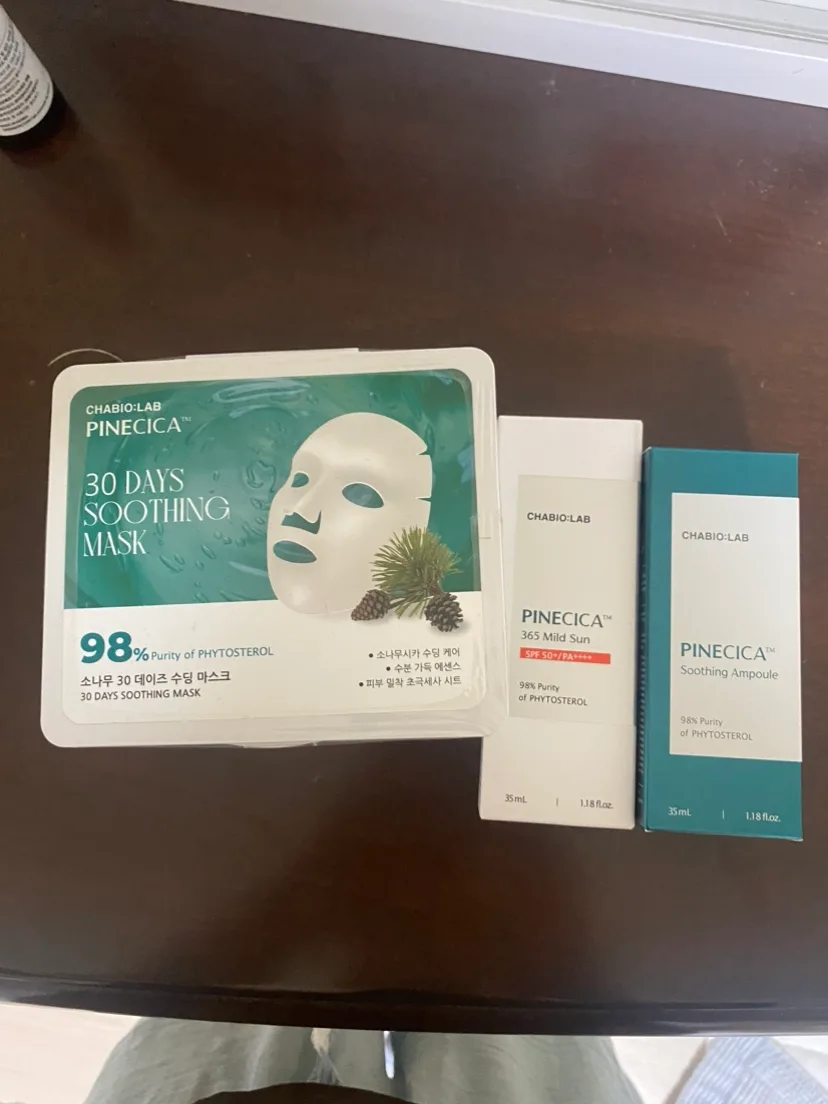 CHABIO:LAB
PINECICA™
30 DAYS
SOOTHING
MASK
98% Purity of PHYTOSTEROL
소나무 30 데이즈 수딩 마스크
30 DAYS SOOTHING MASK
• 소나무시카 수딩 케어
• 수분 가득 에센스
• 피부 밀착 초극세사 시트
CHABIO:LAB
PINECICA™
365 Mild Sun
SPF 50+/PA++++
98% Purity
of PHYTOSTEROL
35 mL | 1.18 fl.oz.
CHABIO:LAB
PINECICA™
Soothing Ampoule
98% Purity
of PHYTOSTEROL
35 mL | 1.18 fl.oz.